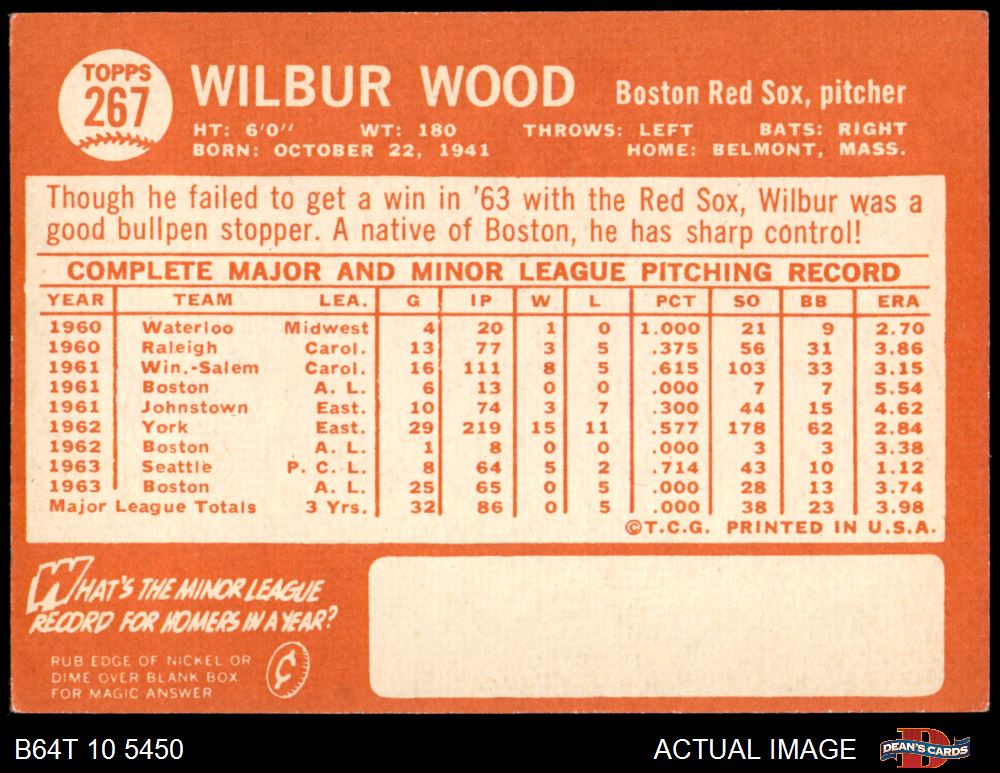 TOPPS
267
WILBUR WOOD Boston Red Sox, pitcher
HT: 6'0" WT: 180 THROWS: LEFT BATS: RIGHT
BORN: OCTOBER 22, 1941 HOME: BELMONT, MASS.
Though he failed to get a win in '63 with the Red Sox, Wilbur was a
good bullpen stopper. A native of Boston, he has sharp control!
COMPLETE MAJOR AND MINOR LEAGUE PITCHING RECORD
YEAR TEAM LEA. G IP W L PCT SO BB ERA
1960 Waterloo Midwest 4 20 1 0 1.000 21 9 2.70
1960 Raleigh Carol. 13 77 3 5 .375 56 31 3.86
1961 Win.-Salem Carol. 16 111 8 5 .615 103 33 3.15
1961 Boston A. L. 6 13 0 0 .000 7 7 5.54
1961 Johnstown East. 10 74 3 7 .300 44 15 4.62
1962 York East. 29 219 15 11 .577 178 62 2.84
1962 Boston A. L. 1 8 0 0 .000 3 3 3.38
1963 Seattle P. C. L. 8 64 5 2 .714 43 10 1.12
1963 Boston A. L. 25 65 0 5 .000 28 13 3.74
Major League Totals 3 Yrs. 32 86 0 5 .000 38 23 3.98
©T.C.G. PRINTED IN U.S.A.
WHAT'S THE MINOR LEAGUE
RECORD FOR HOMERS IN A YEAR?
RUB EDGE OF NICKEL OR
DIME OVER BLANK BOX
FOR MAGIC ANSWER
¢
B64T 10 5450 ACTUAL IMAGE DEAN'S CARDS